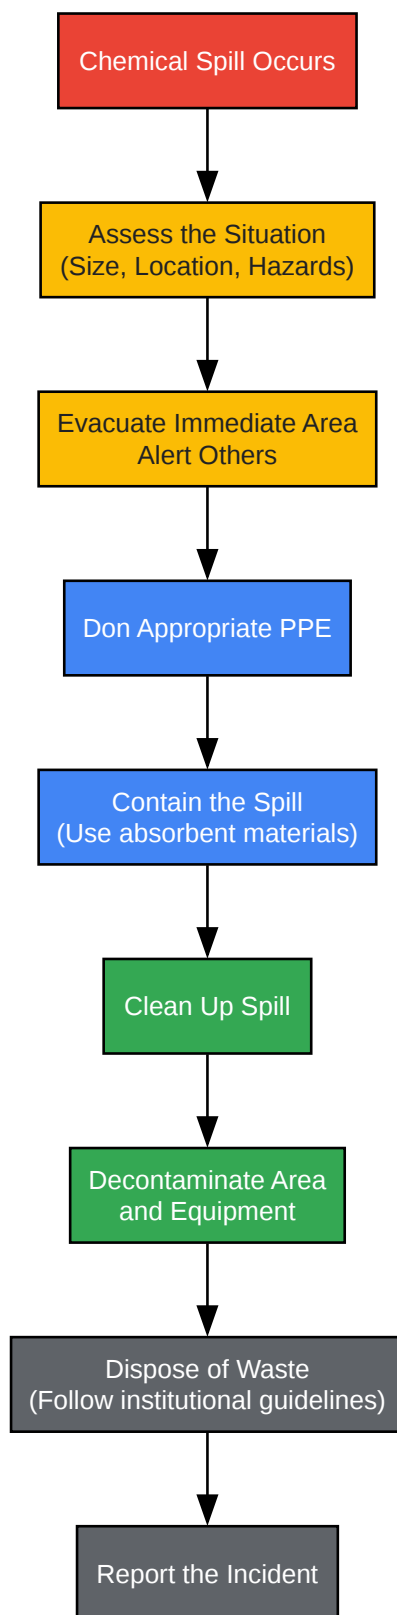 Chemical Spill Occurs
Assess the Situation
(Size, Location, Hazards)
Evacuate Immediate Area
Alert Others
Don Appropriate PPE
Contain the Spill
(Use absorbent materials)
Clean Up Spill
Decontaminate Area
and Equipment
Dispose of Waste
(Follow institutional guidelines)
Report the Incident